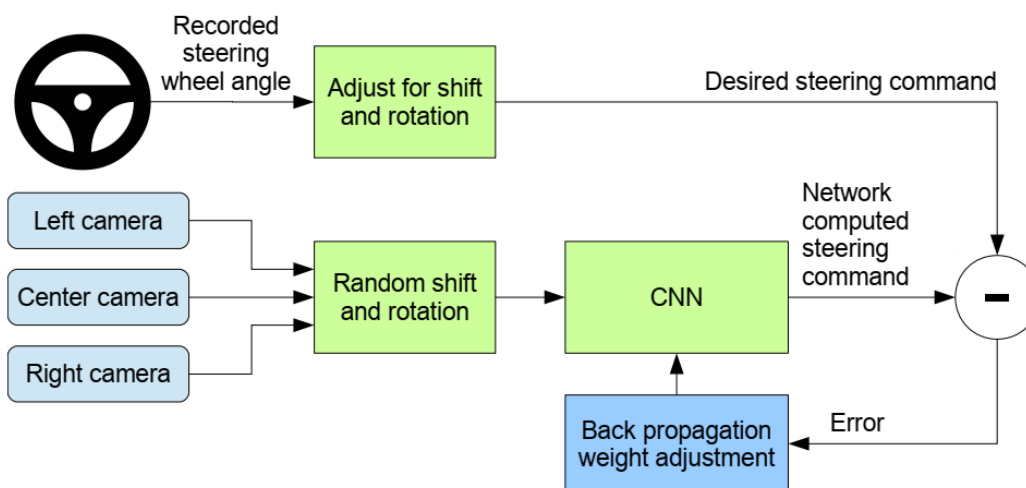 Recorded
steering
wheel angle
Adjust for shift
and rotation
Desired steering command
Left camera
Center camera
Right camera
Random shift
and rotation
CNN
Network
computed
steering
command
-
Back propagation
weight adjustment
Error